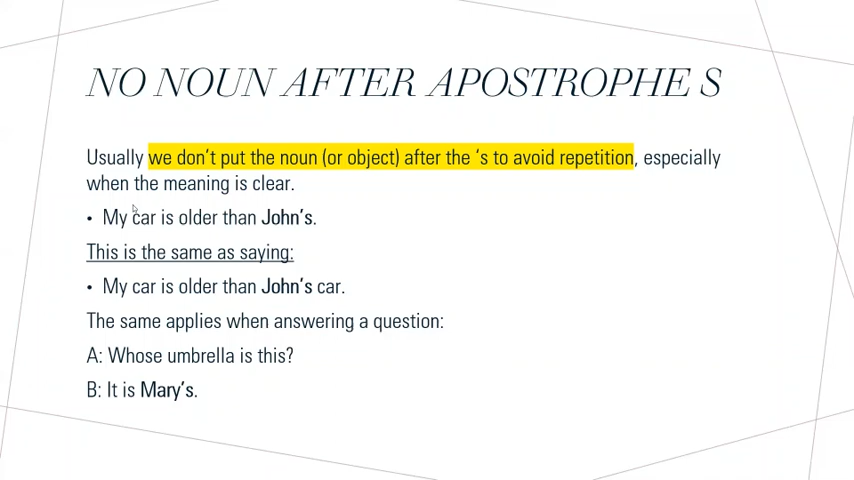 NO NOUN AFTER APOSTROPHE S
Usually we don't put the noun (or object) after the ‘s to avoid repetition, especially
when the meaning is clear.
• My car is older than John's.
This is the same as saying:
• My car is older than John's car.
The same applies when answering a question:
A: Whose umbrella is this?
B: It is Mary's.